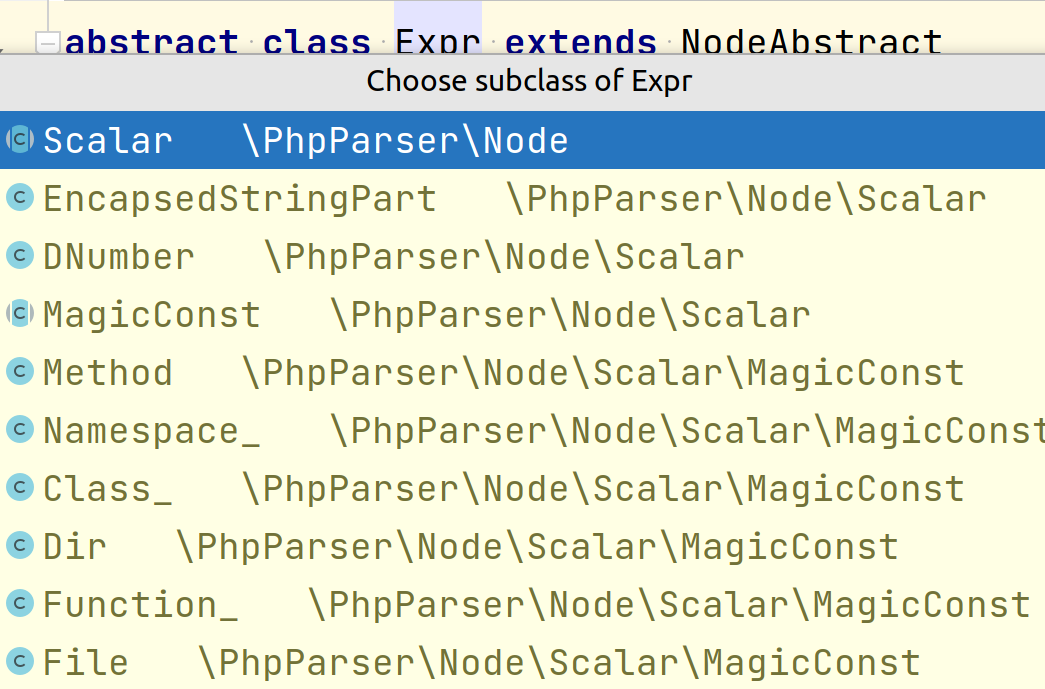 abstract class Expr extends NodeAbstract
Choose subclass of Expr
Scalar \PhpParser\Node
EncapsedStringPart \PhpParser\Node\Scalar
DNumber \PhpParser\Node\Scalar
MagicConst \PhpParser\Node\Scalar
Method \PhpParser\Node\Scalar\MagicConst
Namespace_ \PhpParser\Node\Scalar\MagicConst
Class_ \PhpParser\Node\Scalar\MagicConst
Dir \PhpParser\Node\Scalar\MagicConst
Function_ \PhpParser\Node\Scalar\MagicConst
File \PhpParser\Node\Scalar\MagicConst